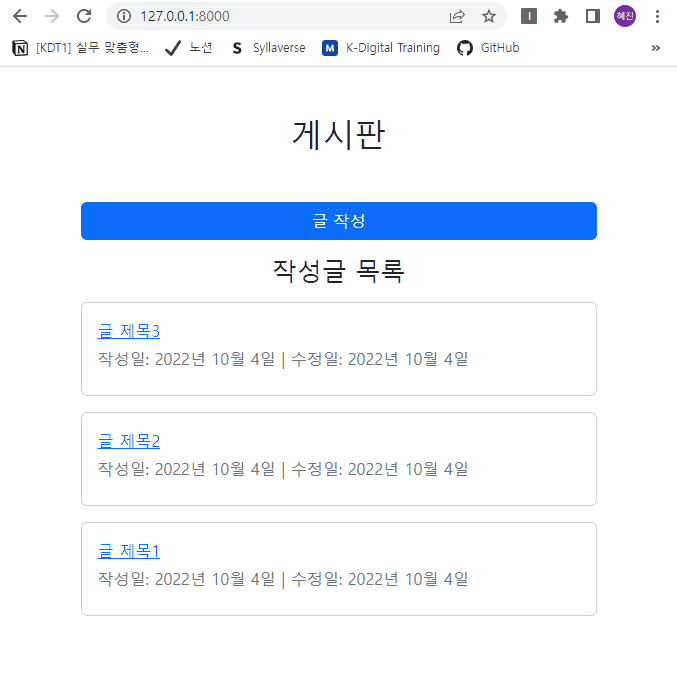 127.0.0.1:8000
혜진
[KDT1] 실무 맞춤형... 노션 Syllaverse K-Digital Training GitHub »
게시판
글 작성
작성글 목록
글 제목3
작성일: 2022년 10월 4일 | 수정일: 2022년 10월 4일
글 제목2
작성일: 2022년 10월 4일 | 수정일: 2022년 10월 4일
글 제목1
작성일: 2022년 10월 4일 | 수정일: 2022년 10월 4일